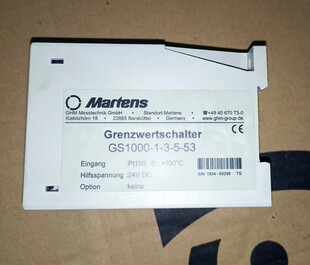 Martens
GHM Messtechnik GmbH • Standort Martens • +49 40 670 73-0
Kiebitzhörn 18 • 22885 Barsbüttel • Germany • www.ghm-group.de
Grenzwertschalter
GS1000-1-3-5-53
Eingang :Pt100, 0...+100°C
Hilfsspannung :24V DC
Option :keine